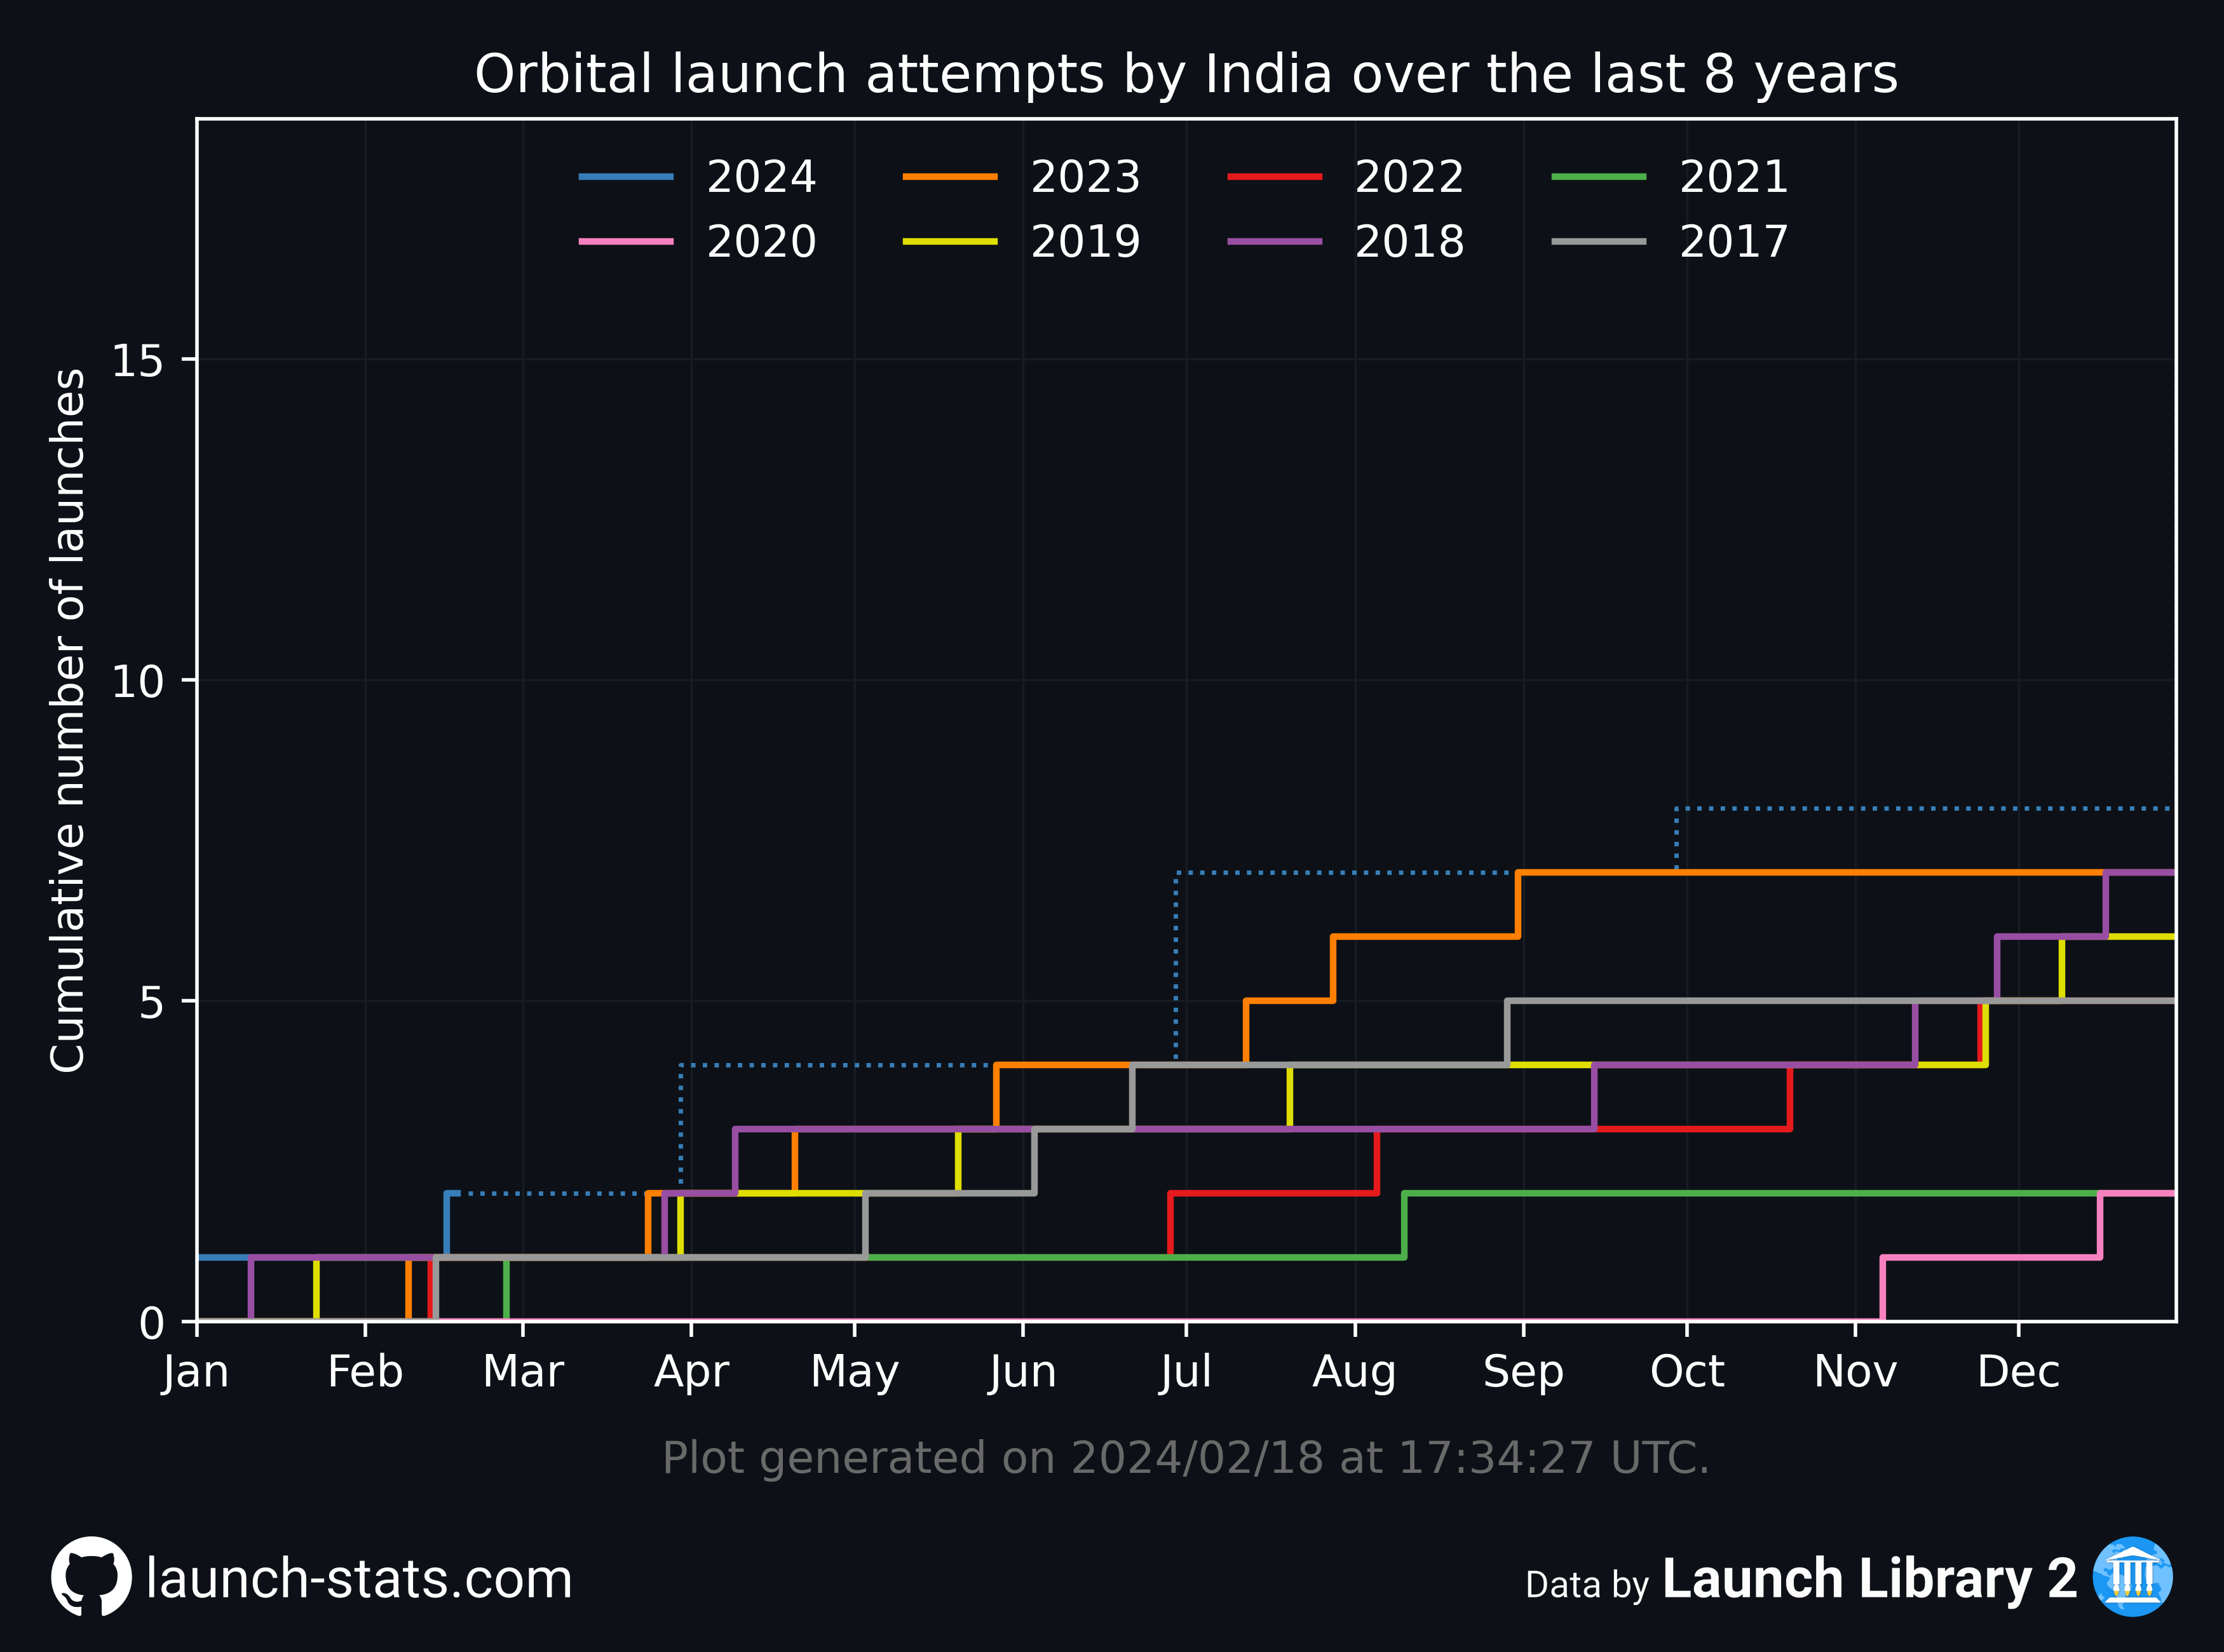 Orbital launch attempts by India over the last 8 years
2024 2023 2022 2021
2020 2019 2018 2017
Cumulative number of launches
15
10
5
0
Jan Feb Mar Apr May Jun Jul Aug Sep Oct Nov Dec
Plot generated on 2024/02/18 at 17:34:27 UTC.
launch-stats.com
Data by Launch Library 2